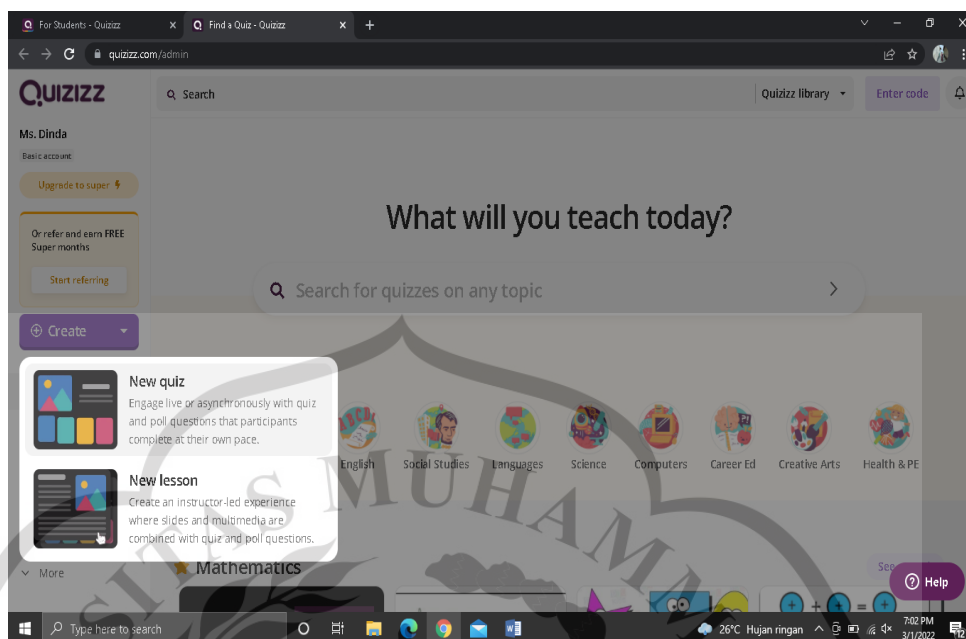 For Students - Quizizz
Find a Quiz - Quizizz
quizizz.com/admin
QUIZIZZ
Search
Quizizz library
Enter code
Ms. Dinda
Basic account
Upgrade to super
Or refer and earn FREE
Super months
Start referring
What will you teach today?
Search for quizzes on any topic
Create
New quiz
Engage live or asynchronously with quiz
and poll questions that participants
complete at their own pace.
New lesson
Create an instructor-led experience
where slides and multimedia are
combined with quiz and poll questions.
English
Social Studies
Languages
Science
Computers
Career Ed
Creative Arts
Health & PE
More
Mathematics
Help
SITAS MUHAMM
Type here to search
26°C Hujan ringan
7:02 PM
3/1/2022